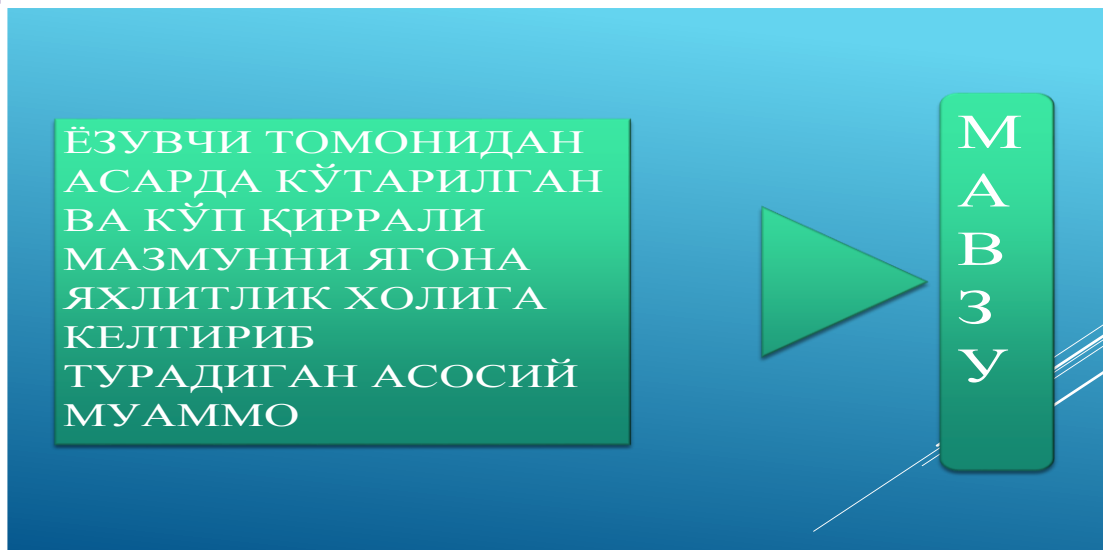 ЁЗУВЧИ ТОМОНИДАН
АСАРДА КЎТАРИЛГАН
ВА КЎП ҚИРРАЛИ
МАЗМУННИ ЯГОНА
ЯХЛИТЛИК ХОЛИГА
КЕЛТИРИБ
ТУРАДИГАН АСОСИЙ
МУАММО
М
А
В
З
У